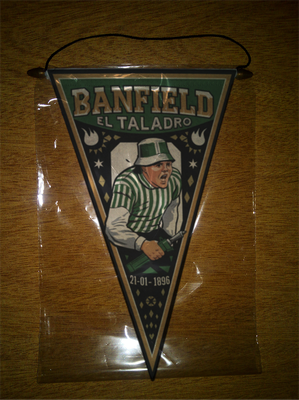 BANFIELD
EL TALADRO
21-01-1896